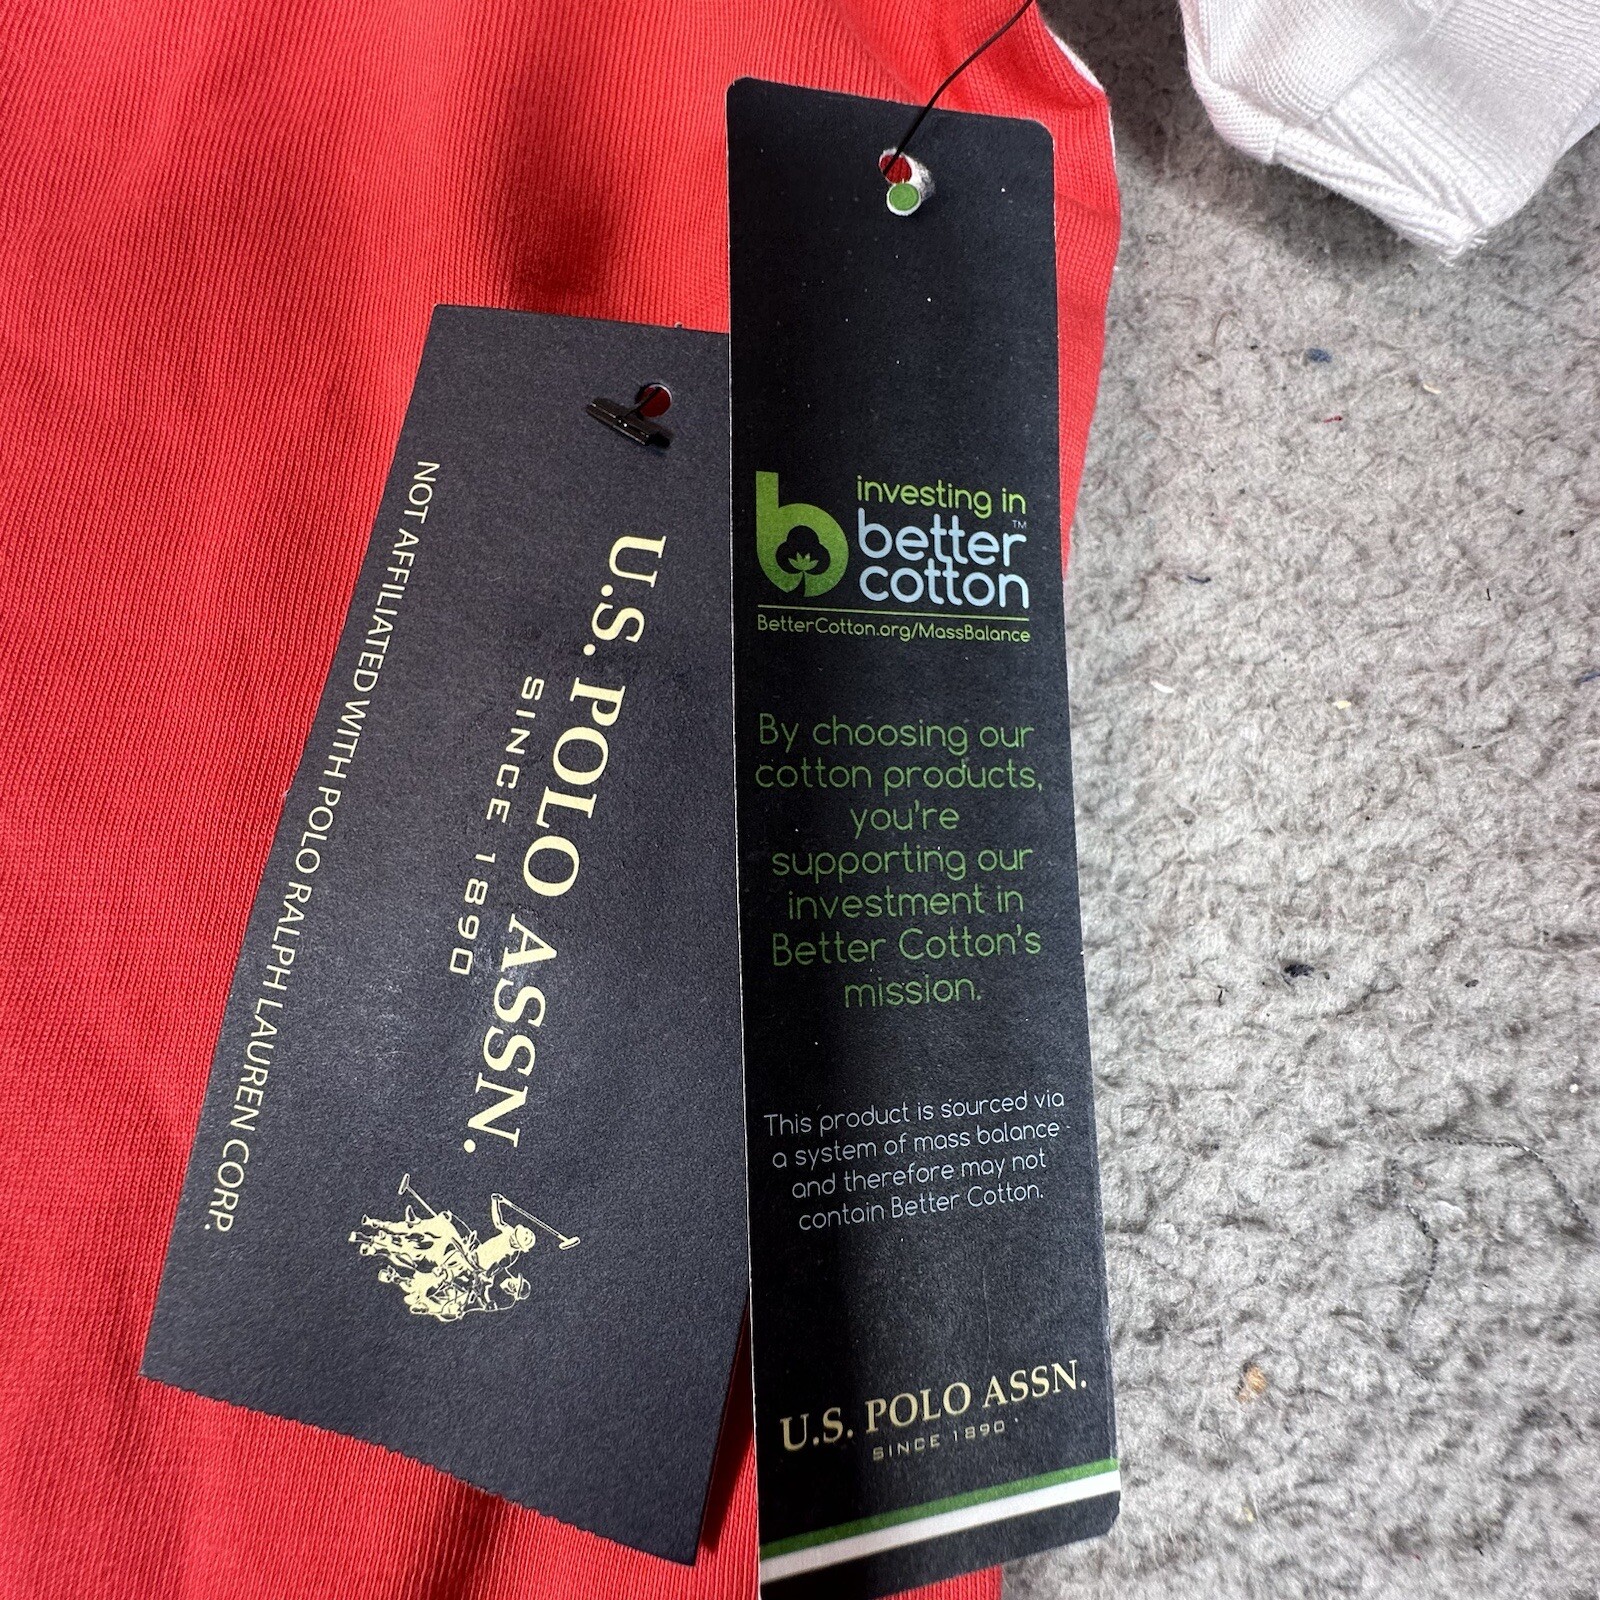 U.S. POLO ASSN.
SINCE 1890
NOT AFFILIATED WITH POLO RALPH LAUREN CORP.
investing in
better™
cotton
BetterCotton.org/MassBalance
By choosing our
cotton products,
you're
supporting our
investment in
Better Cotton's
mission.
This product is sourced via
a system of mass balance
and therefore may not
contain Better Cotton.
U.S. POLO ASSN.
SINCE 1890